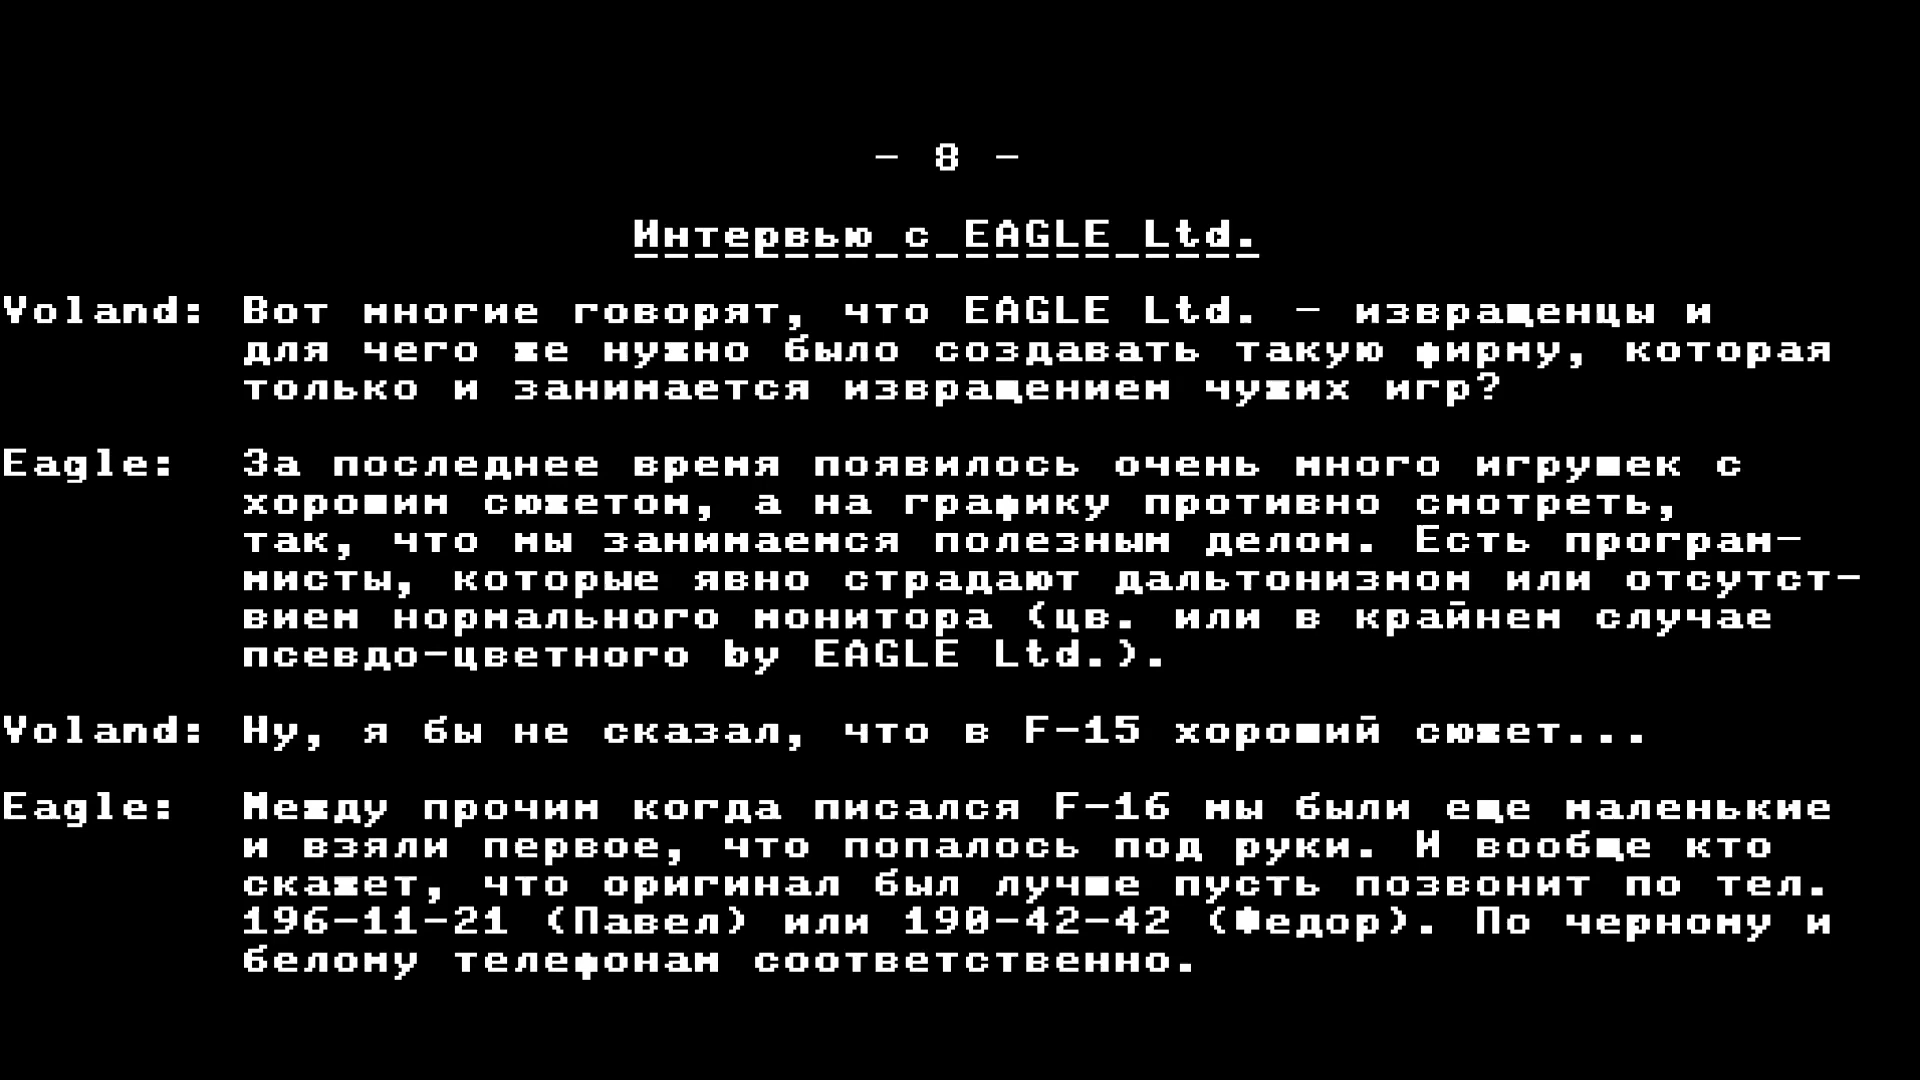 - 8 -
Интервью с EAGLE Ltd.
Voland: Вот многие говорят, что EAGLE Ltd. - извращенцы и
для чего же нужно было создавать такую фирму, которая
только и занимается извращением чужих игр?
Eagle: За последнее время появилось очень много игрушек с
хорошим сюжетом, а на графику противно смотреть,
так, что мы занимаемся полезным делом. Есть програм-
мисты, которые явно страдают дальтонизмом или отсутст-
вием нормального монитора (цв. или в крайнем случае
псевдо-цветного by EAGLE Ltd.).
Voland: Ну, я бы не сказал, что в F-15 хороший сюжет...
Eagle: Между прочим когда писался F-16 мы были еще маленькие
и взяли первое, что попалось под руки. И вообще кто
скажет, что оригинал был лучше пусть позвонит по тел.
196-11-21 (Павел) или 190-42-42 (Федор). По черному и
белому телефонам соответственно.